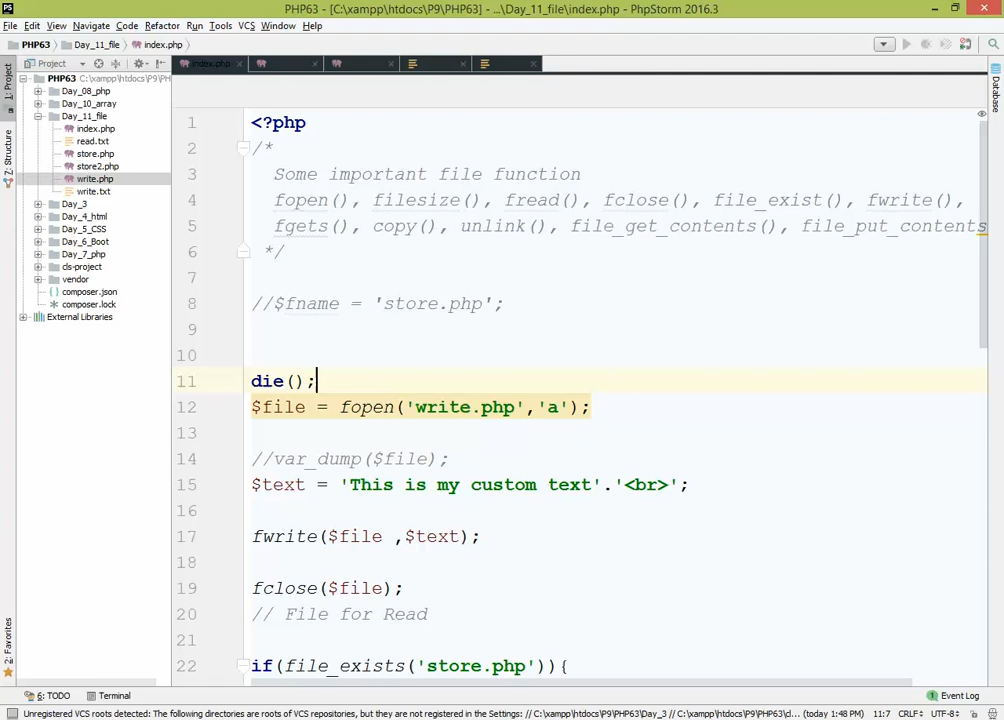 PHP63 - [C:\xampp\htdocs\P9\PHP63] - ...\Day_11_file\index.php - PhpStorm 2016.3
File Edit View Navigate Code Refactor Run Tools VCS Window Help
PHP63 Day_11_file index.php
Project
index.php
PHP63 C:\xampp\htdocs\P9\PH
Day_08_php
Day_10_array
Day_11_file
index.php
read.txt
store.php
store2.php
write.php
write.txt
Day_3
Day_4_html
Day_5_CSS
Day_6_Boot
Day_7_php
cls-project
vendor
composer.json
composer.lock
External Libraries
1: Project
7: Structure
2: Favorites
Database
1 <?php
2 /*
3 Some important file function
4 fopen(), filesize(), fread(), fclose(), file_exist(), fwrite(),
5 fgets(), copy(), unlink(), file_get_contents(), file_put_contents
6 */
7
8 //$fname = 'store.php';
9
10
11 die();
12 $file = fopen('write.php','a');
13
14 //var_dump($file);
15 $text = 'This is my custom text'.'<br>';
16
17 fwrite($file ,$text);
18
19 fclose($file);
20 // File for Read
21
22 if(file_exists('store.php')){
6: TODO Terminal Event Log
Unregistered VCS roots detected: The following directories are roots of VCS repositories, but they are not registered in the Settings: // C:/xampp/htdocs/P9/PHP63/Day_3 // C:/xampp/htdocs/P9/PHP63/cl... (today 1:48 PM) 11:7 CRLF÷ UTF-8÷